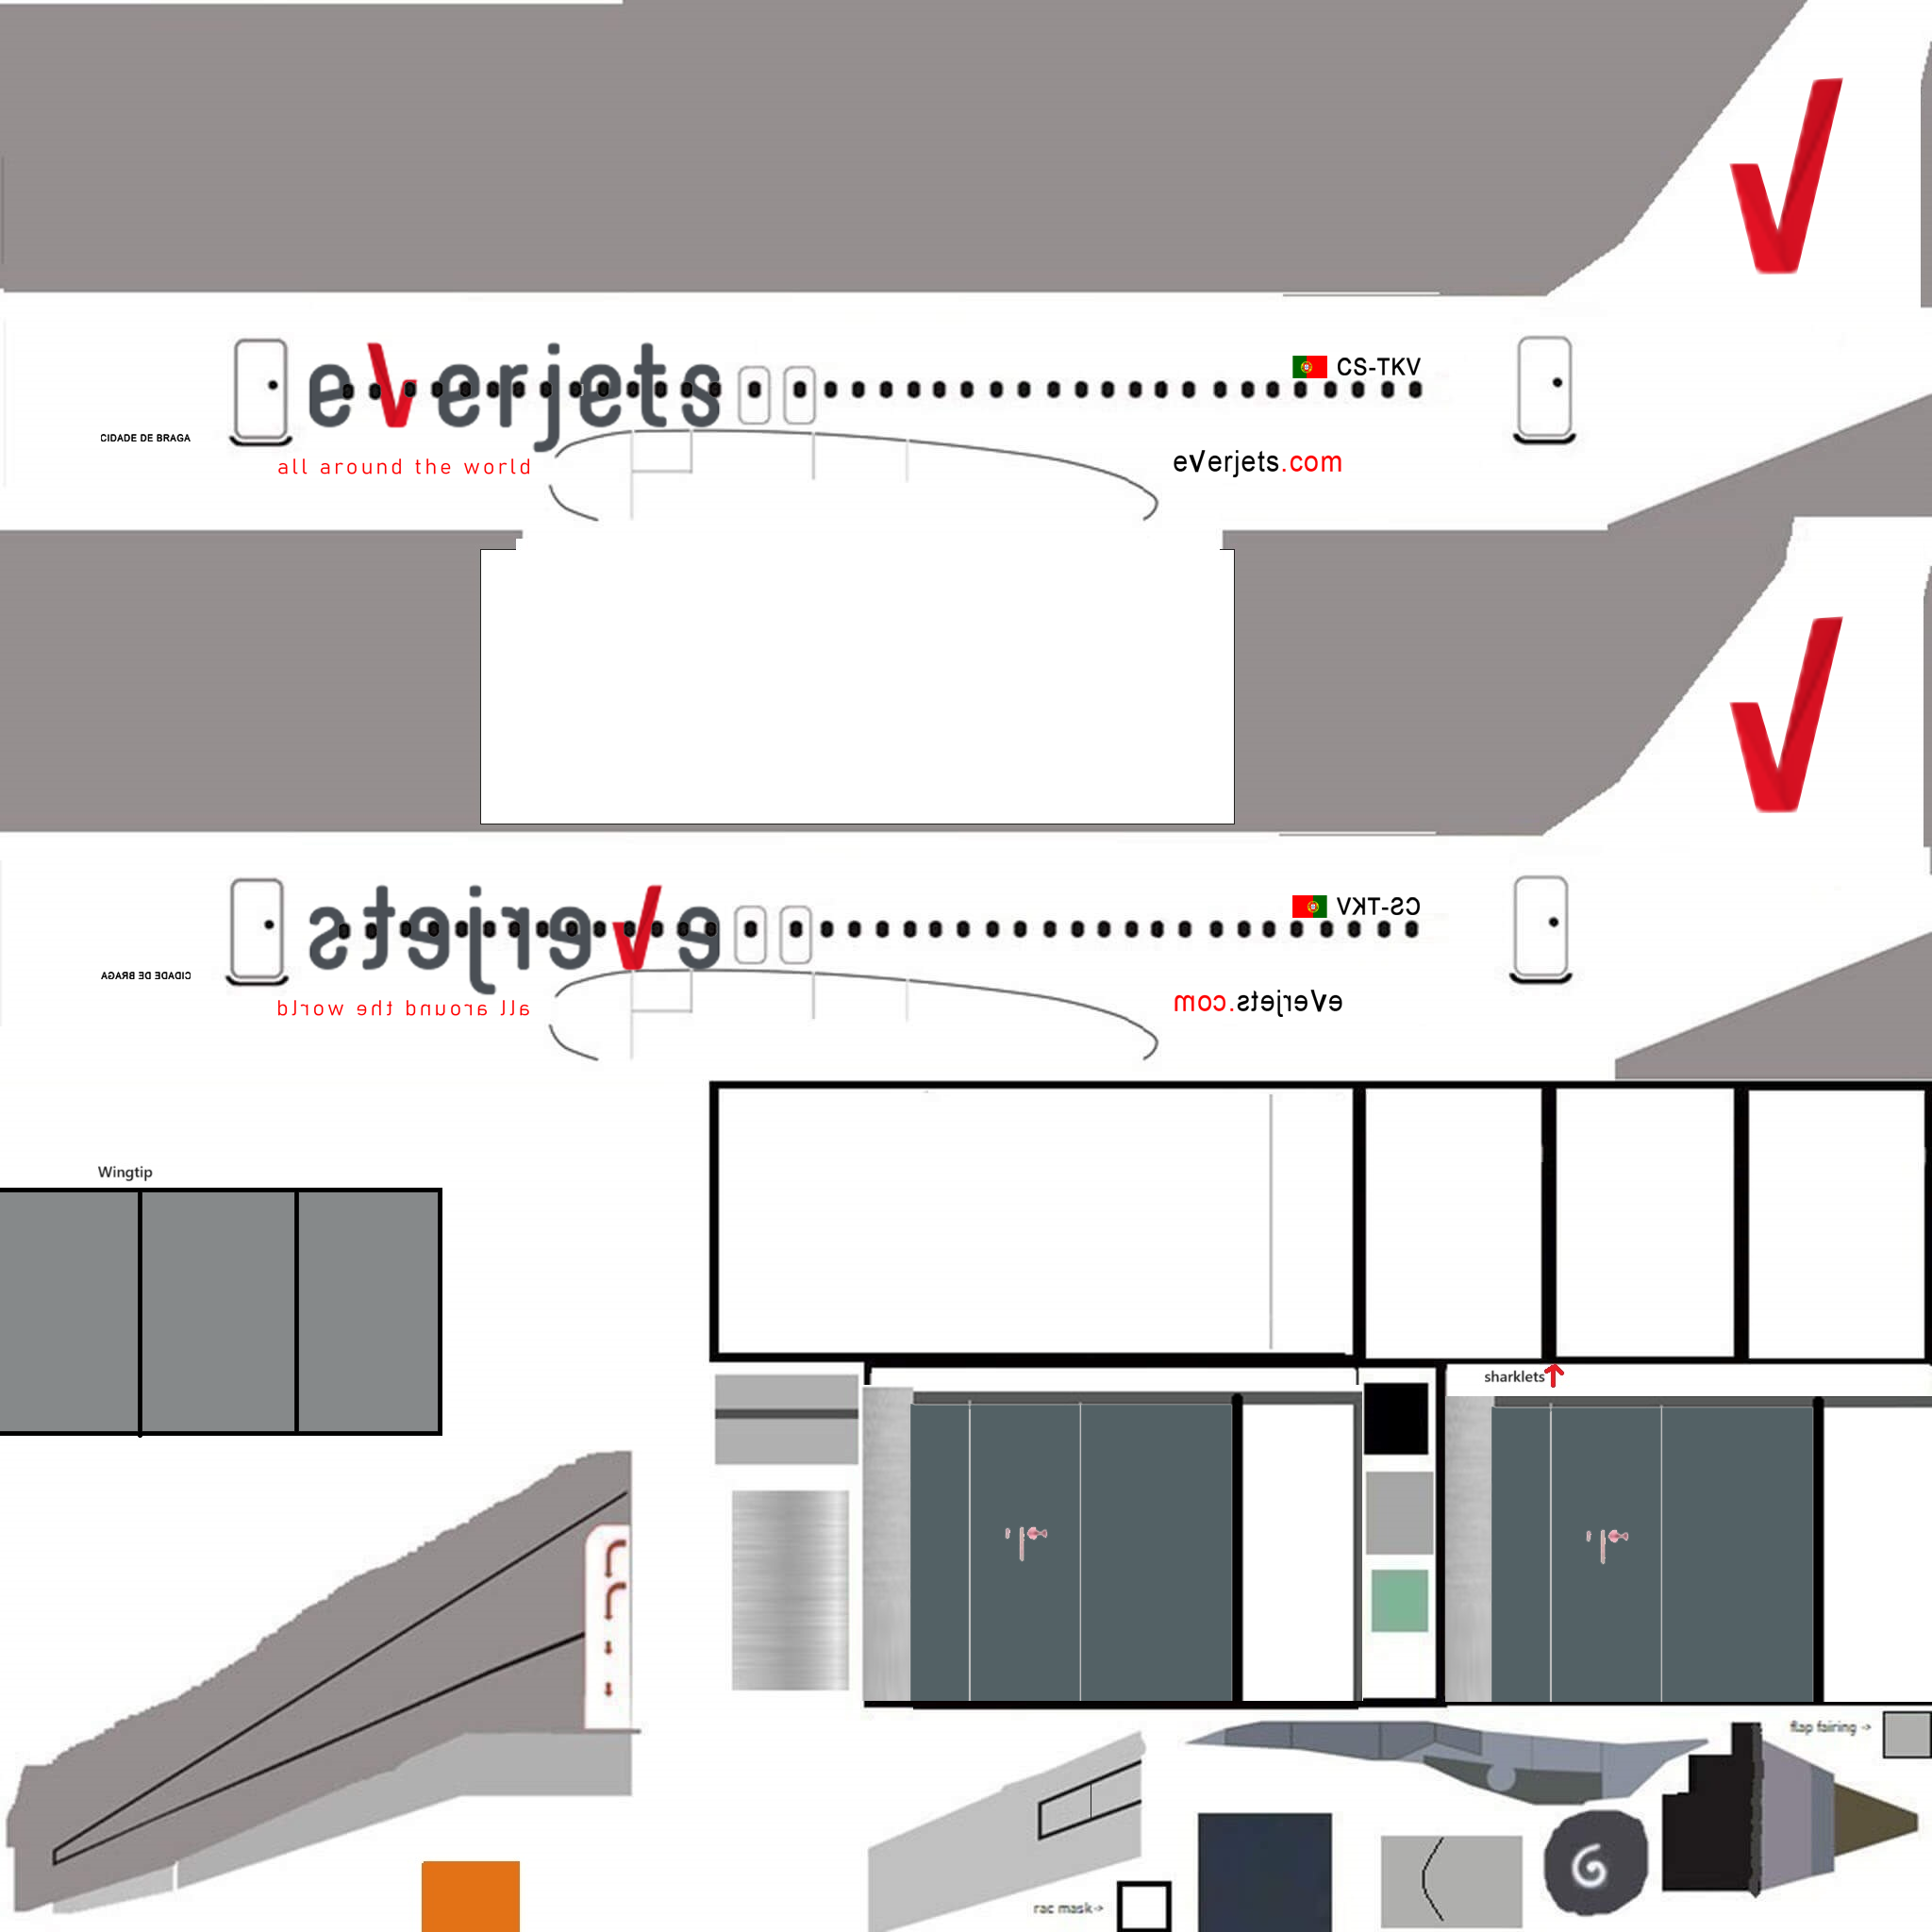 everjets
CS-TKV
CIDADE DE BRAGA
all around the world
everjets.com
everjets
CS-TKV
CIDADE DE BRAGA
all around the world
everjets.com
Wingtip
sharklets
flap fairing ->
rac mask->